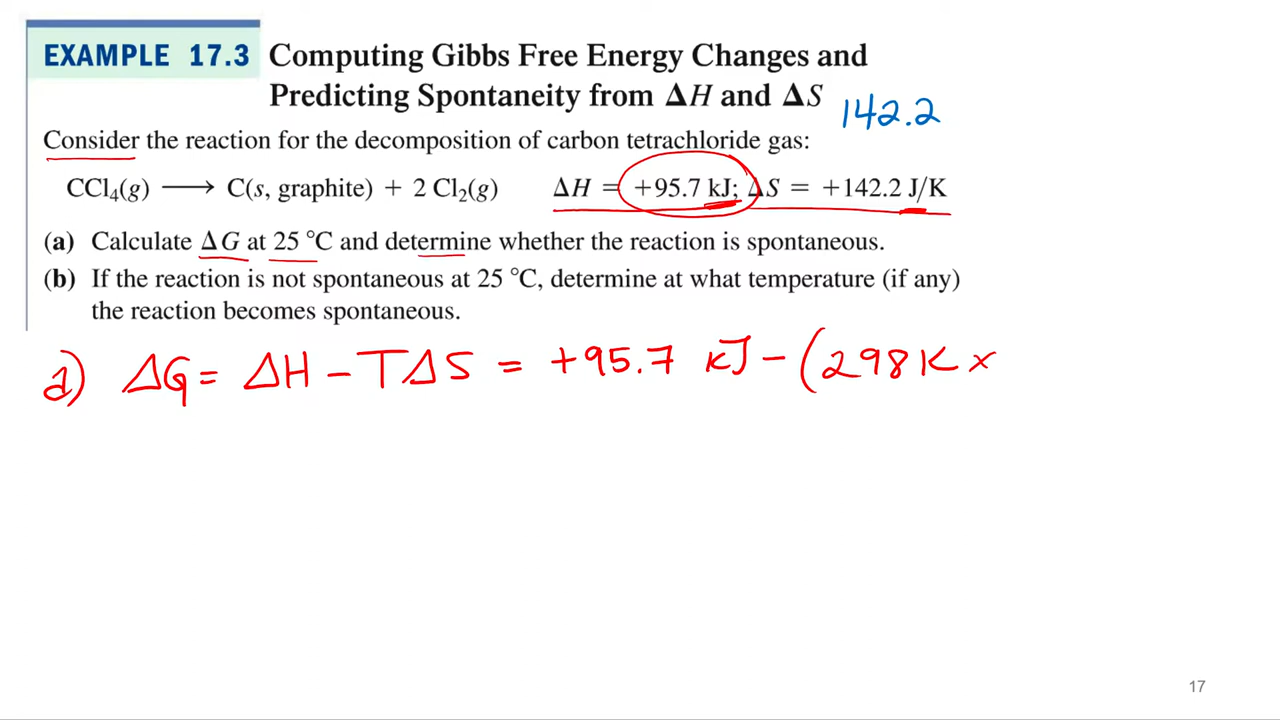 EXAMPLE 17.3 Computing Gibbs Free Energy Changes and
Predicting Spontaneity from ΔH and ΔS
142.2
Consider the reaction for the decomposition of carbon tetrachloride gas:
CCl₄(g) ⟶ C(s, graphite) + 2 Cl₂(g) ΔH = +95.7 kJ; ΔS = +142.2 J/K
(a) Calculate ΔG at 25 °C and determine whether the reaction is spontaneous.
(b) If the reaction is not spontaneous at 25 °C, determine at what temperature (if any)
the reaction becomes spontaneous.
a) ΔG = ΔH − TΔS = +95.7 kJ − (298K ×
17